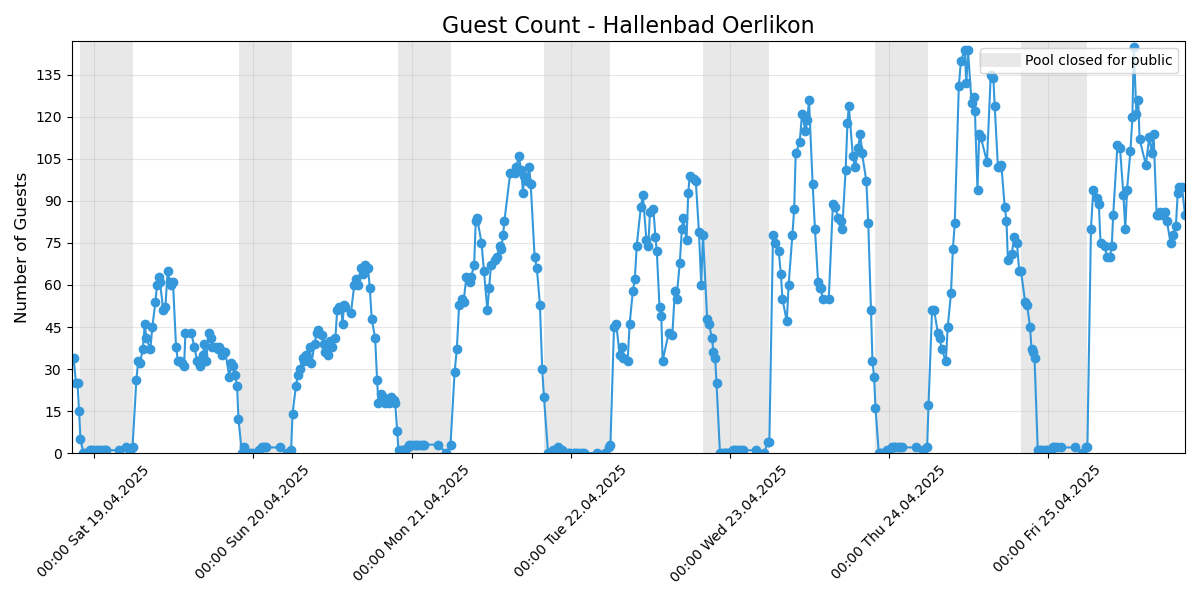 Guest Count - Hallenbad Oerlikon
Pool closed for public
Number of Guests
135
120
105
90
75
60
45
30
15
0
00:00 Sat 19.04.2025
00:00 Sun 20.04.2025
00:00 Mon 21.04.2025
00:00 Tue 22.04.2025
00:00 Wed 23.04.2025
00:00 Thu 24.04.2025
00:00 Fri 25.04.2025